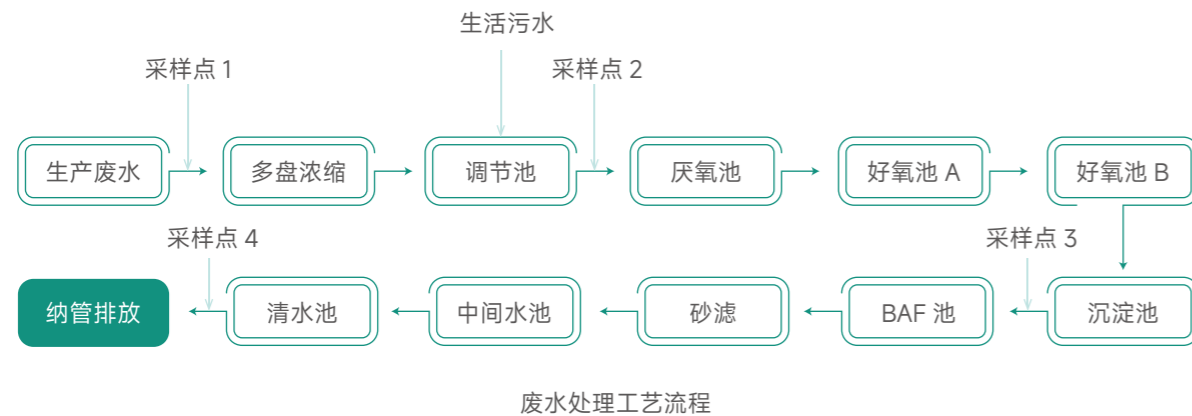 生活污水
采样点 1
采样点 2
生产废水
多盘浓缩
调节池
厌氧池
好氧池 A
好氧池 B
采样点 4
采样点 3
纳管排放
清水池
中间水池
砂滤
BAF 池
沉淀池
废水处理工艺流程